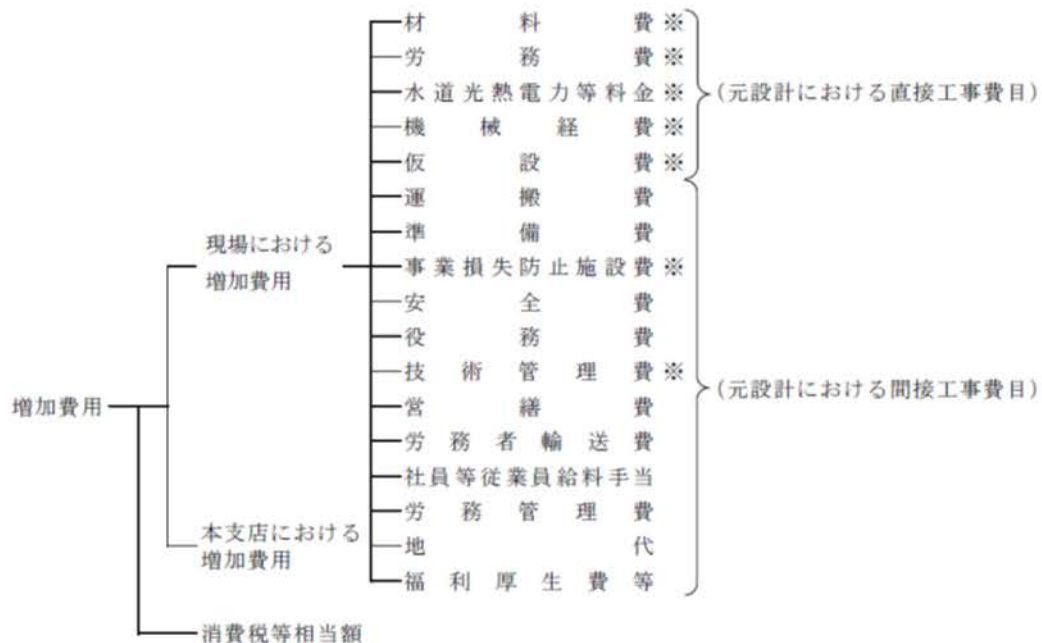 材料費※
労務費※
水道光熱電力等料金※
機械経費※
仮設費※
(元設計における直接工事費目)
運搬費
準備費
事業損失防止施設費※
安全費
役務費
技術管理費※
営繕費
労務者輸送費
社員等従業員給料手当
労務管理費
地代
福利厚生費等
(元設計における間接工事費目)
現場における
増加費用
増加費用
本支店における
増加費用
消費税等相当額